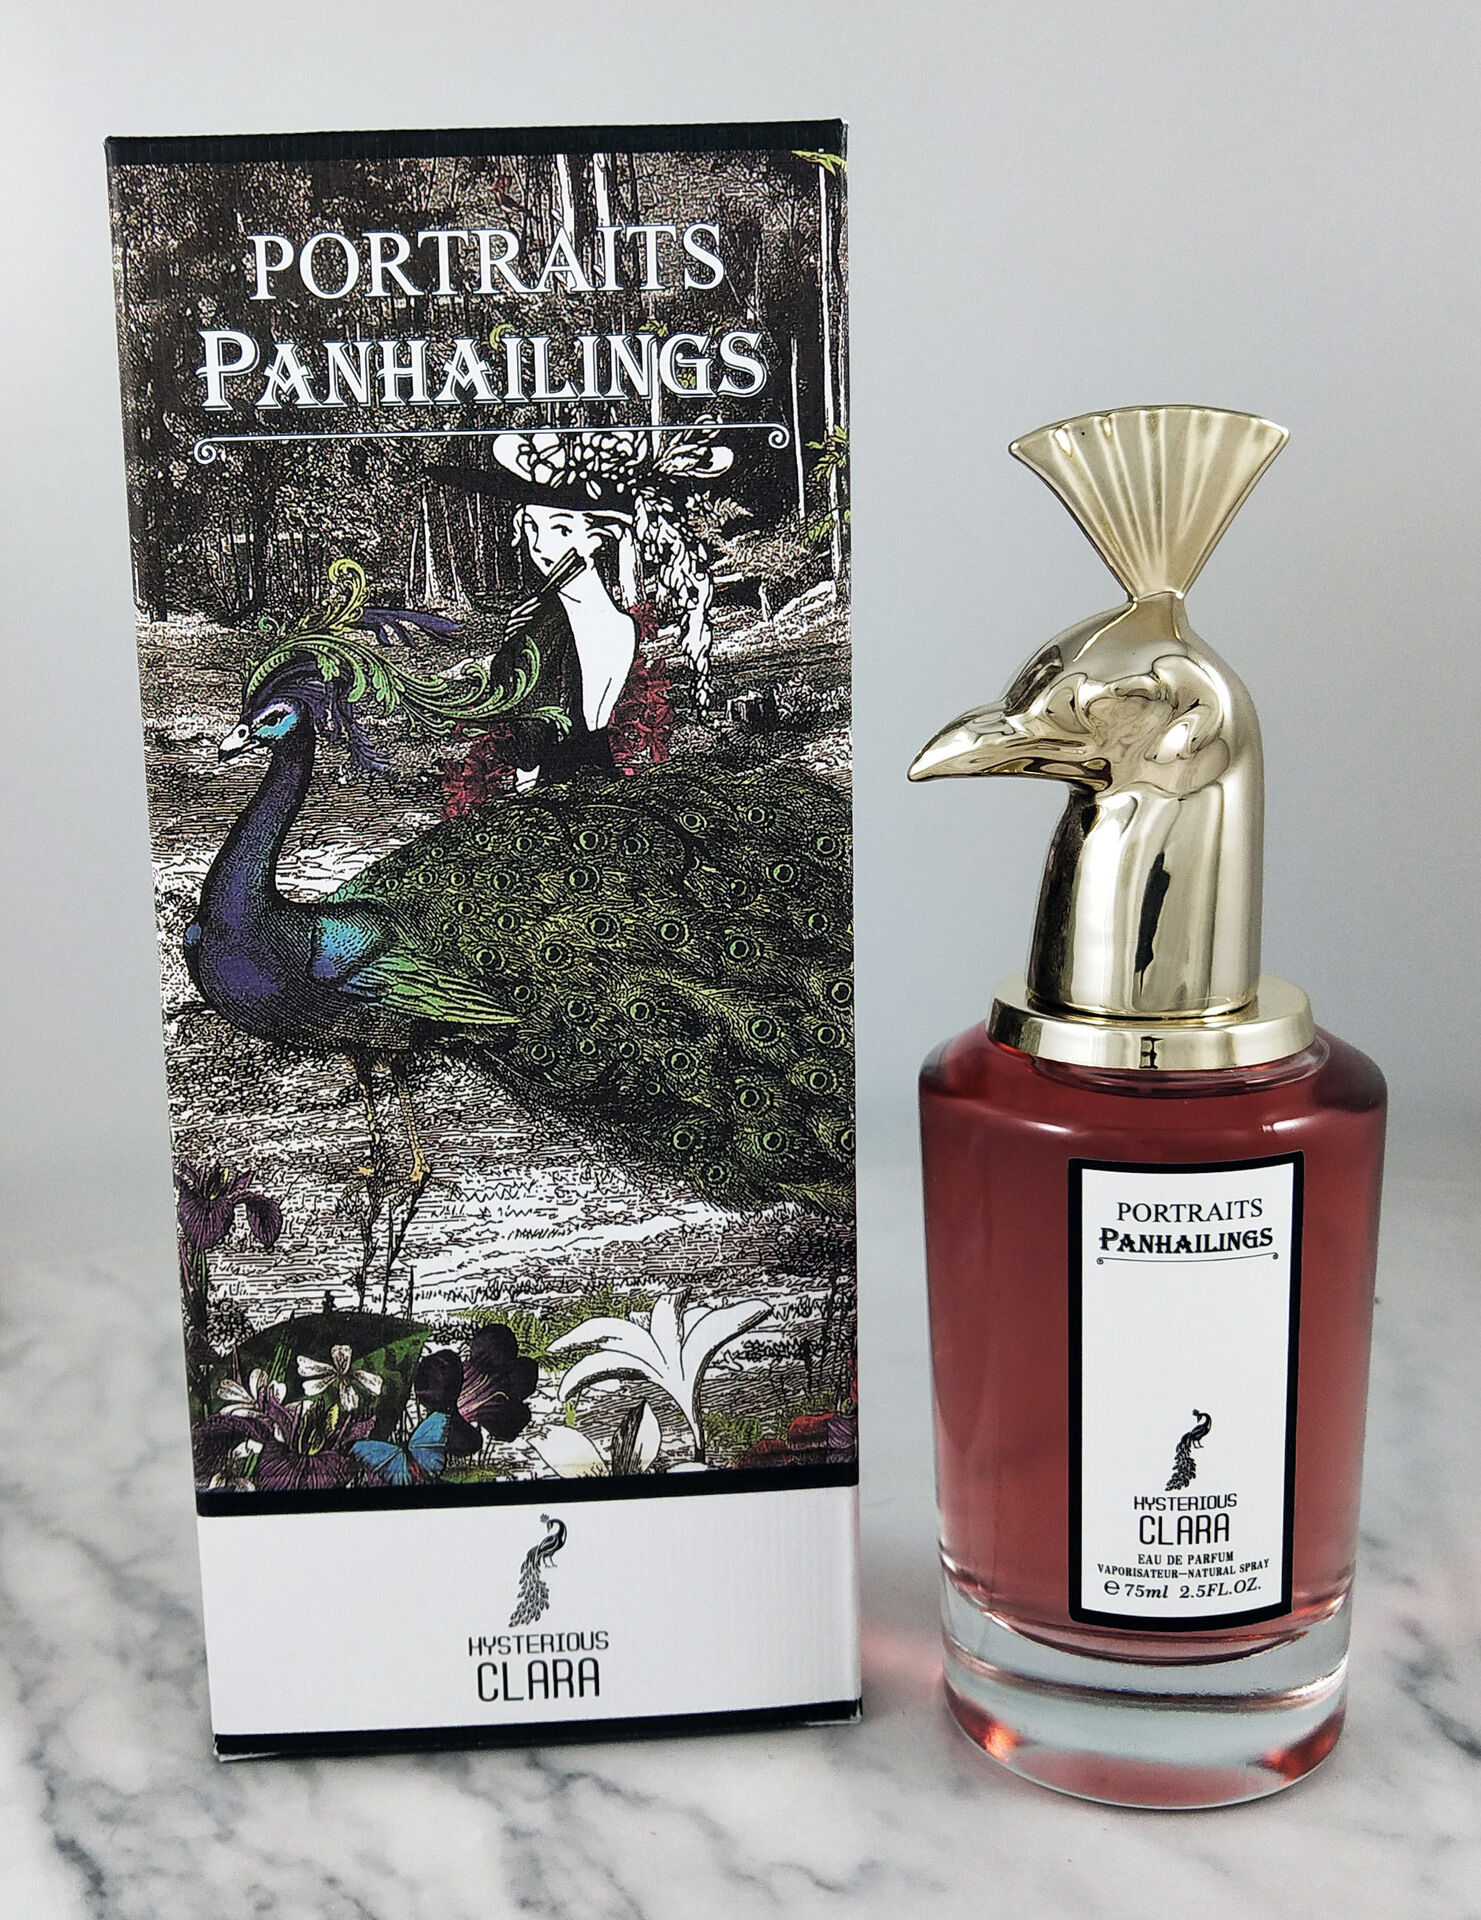 PORTRAITS
PANHAILINGS
HYSTERIOUS
CLARA
PORTRAITS
PANHAILINGS
HYSTERIOUS
CLARA
EAU DE PARFUM
VAPORISATEUR—NATURAL SPRAY
℮ 75ml 2.5FL.OZ.